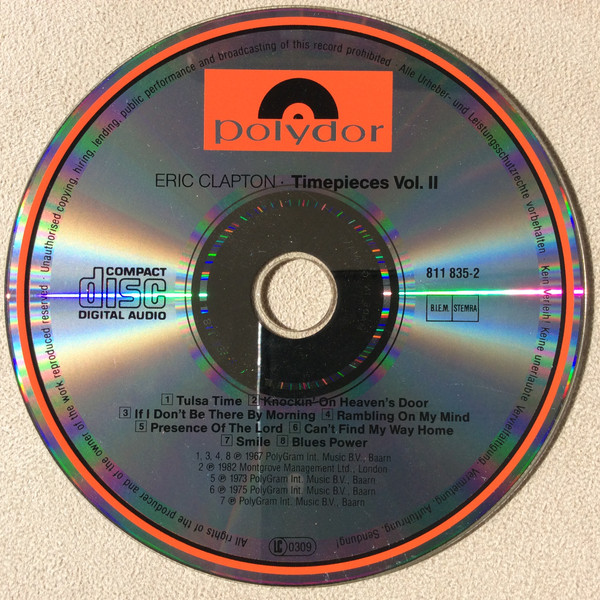 polydor
ERIC CLAPTON · Timepieces Vol. II
COMPACT
disc
DIGITAL AUDIO
811 835-2
B.I.E.M. STEMRA
1 Tulsa Time 2 Knockin' On Heaven's Door
3 If I Don't Be There By Morning 4 Rambling On My Mind
5 Presence Of The Lord 6 Can't Find My Way Home
7 Smile 8 Blues Power
1, 3, 4, 8 ℗ 1967 PolyGram Int. Music B.V., Baarn
2 ℗ 1982 Montgrove Management Ltd., London
5 ℗ 1973 PolyGram Int. Music B.V., Baarn
6 ℗ 1975 PolyGram Int. Music B.V., Baarn
7 ℗ PolyGram Int. Music B.V., Baarn
LC 0309
All rights of the producer and of the owner of the work reproduced reserved · Unauthorised copying, hiring, lending, public performance and broadcasting of this record prohibited · Alle Urheber- und Leistungsschutzrechte vorbehalten · Kein Verleih! Keine unerlaubte Vervielfältigung, Vermietung, Aufführung, Sendung!